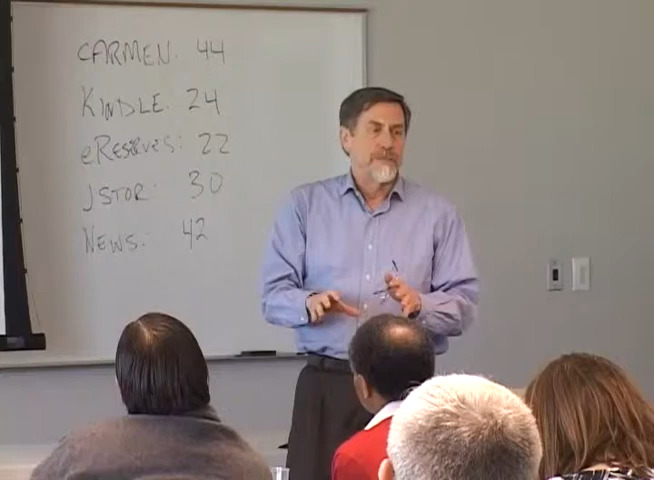 CARMEN: 44
KINDLE: 24
eRESERVES: 22
JSTOR: 30
NEWS: 42